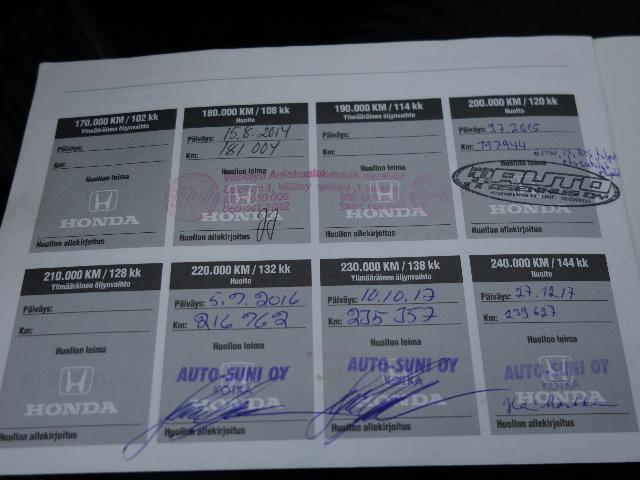 170.000 KM / 102 kk
Ylimääräinen öljynvaihto
Päiväys:
Km:
Huollon leima
HONDA
Huollon allekirjoitus
180.000 KM / 108 kk
Huolto
Päiväys: 15.8.2014
Km: 181 004
Huollon leima
Autohuolto
HONDA
Huollon allekirjoitus
190.000 KM / 114 kk
Ylimääräinen öljynvaihto
Päiväys:
Km:
Huollon leima
HONDA
Huollon allekirjoitus
200.000 KM / 120 kk
Huolto
Päiväys: 9.7.2015
Km: 197944
Huollon leima
AUTO
ASENNUS OY
HONDA
Huollon allekirjoitus
210.000 KM / 128 kk
Ylimääräinen öljynvaihto
Päiväys:
Km:
Huollon leima
HONDA
Huollon allekirjoitus
220.000 KM / 132 kk
Huolto
Päiväys: 5.9.2016
Km: 216 762
Huollon leima
AUTO-SUNI OY
KOTKA
HONDA
Huollon allekirjoitus
230.000 KM / 138 kk
Ylimääräinen öljynvaihto
Päiväys: 10.10.17
Km: 235 357
Huollon leima
AUTO-SUNI OY
KOTKA
HONDA
Huollon allekirjoitus
240.000 KM / 144 kk
Huolto
Päiväys: 27.12.17
Km: 239627
Huollon leima
AUTO-SUNI OY
KOTKA
HONDA
Huollon allekirjoitus